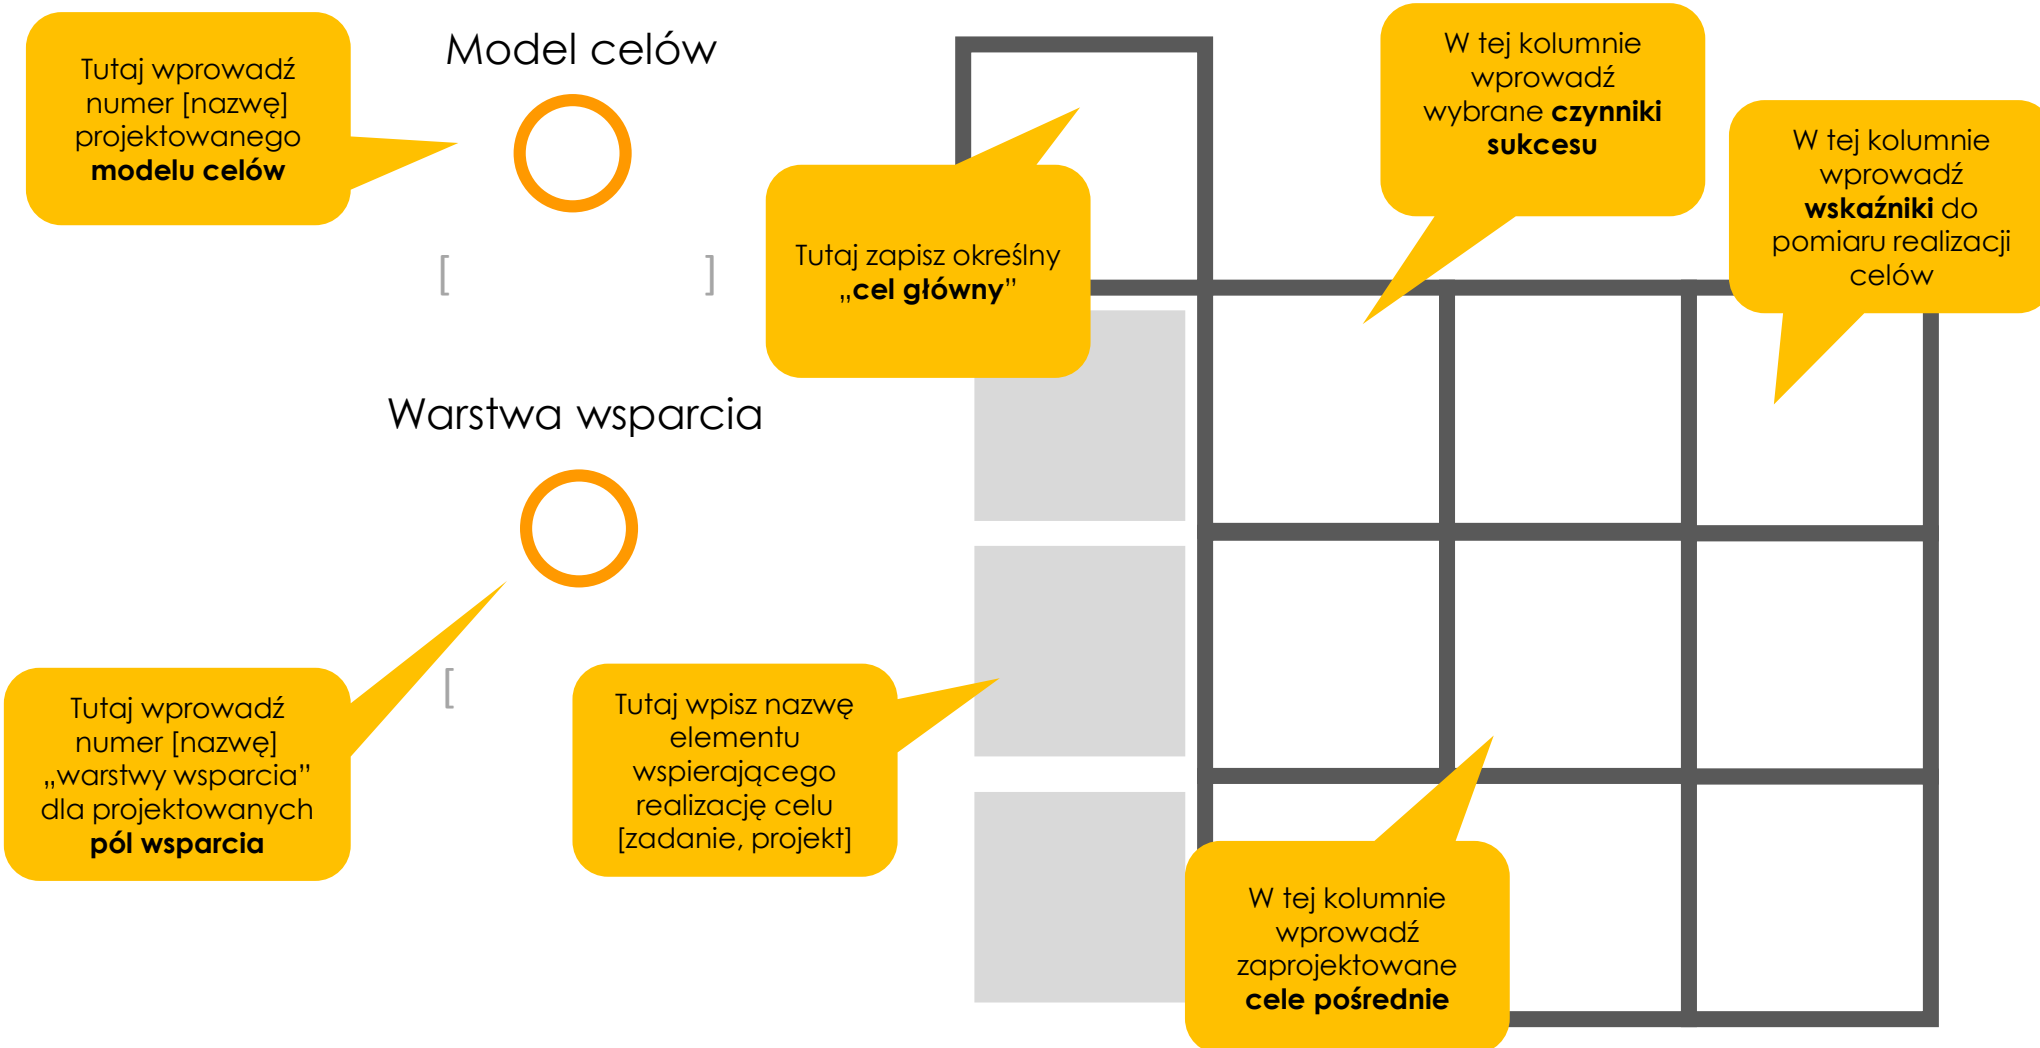 Tutaj wprowadź
numer [nazwę]
projektowanego
modelu celów
Model celów
[ ]
Tutaj zapisz określny
„cel główny”
W tej kolumnie
wprowadź
wybrane czynniki
sukcesu
W tej kolumnie
wprowadź
wskaźniki do
pomiaru realizacji
celów
Warstwa wsparcia
[
Tutaj wprowadź
numer [nazwę]
„warstwy wsparcia”
dla projektowanych
pól wsparcia
Tutaj wpisz nazwę
elementu
wspierającego
realizację celu
[zadanie, projekt]
W tej kolumnie
wprowadź
zaprojektowane
cele pośrednie